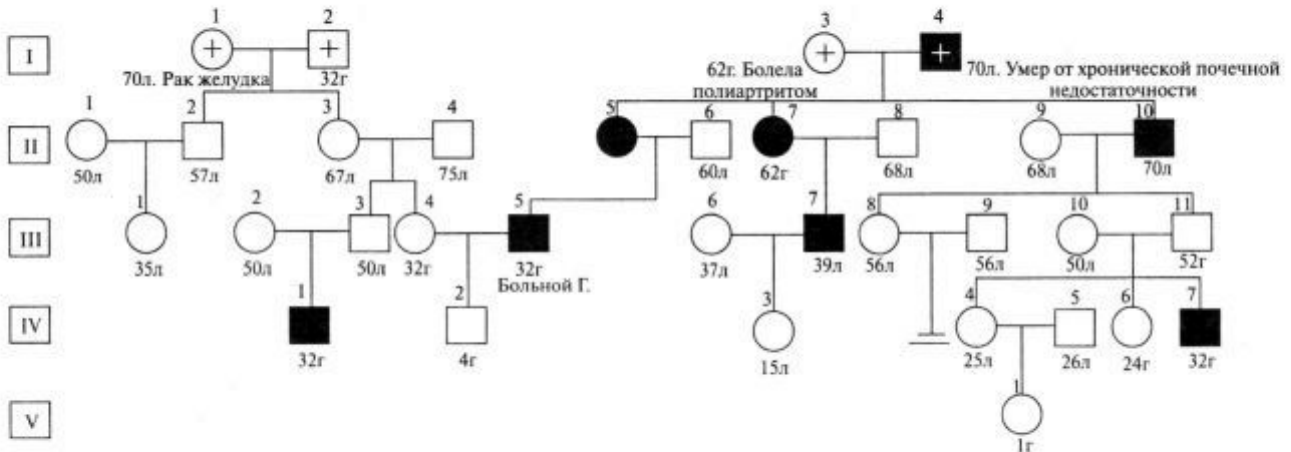 1 2 3 4
I
70л. Рак желудка 32г 62г. Болела 70л. Умер от хронической почечной
полиартритом недостаточности
1 2 3 4 5 6 7 8 9 10
II
50л 57л 67л 75л 60л 62г 68л 68л 70л
1 2 3 4 5 6 7 8 9 10 11
III
35л 50л 50л 32г 32г 37л 39л 56л 56л 50л 52г
Больной Г.
1 2 3 4 5 6 7
IV
32г 4г 15л 25л 26л 24г 32г
1
V
1г